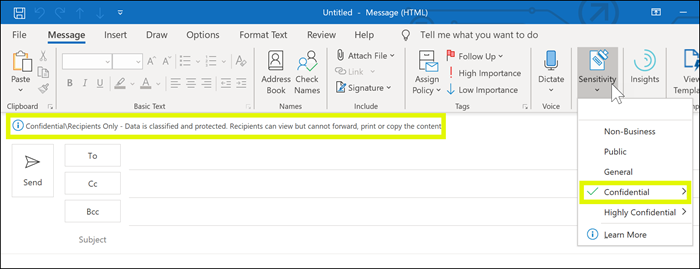 Untitled - Message (HTML)
File Message Insert Draw Options Format Text Review Help Tell me what you want to do
Paste
Clipboard
B I U
A
Basic Text
Address Book
Check Names
Names
Attach File
Link
Signature
Include
Assign Policy
Follow Up
High Importance
Low Importance
Tags
Dictate
Voice
Sensitivity
Insights
View
Templ
Confidential\Recipients Only - Data is classified and protected. Recipients can view but cannot forward, print or copy the content
Send
To
Cc
Bcc
Subject
Non-Business
Public
General
Confidential
Highly Confidential
Learn More